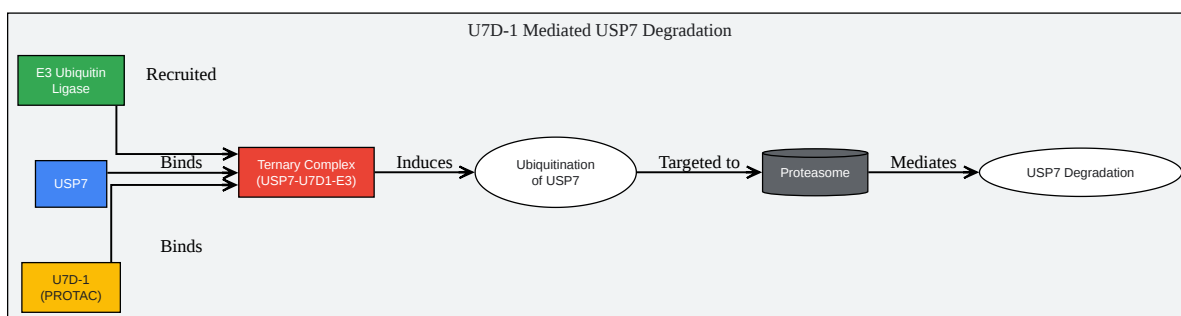 U7D-1 Mediated USP7 Degradation
E3 Ubiquitin
Ligase
Recruited
USP7
Binds
U7D-1
(PROTAC)
Binds
Ternary Complex
(USP7-U7D1-E3)
Induces
Ubiquitination
of USP7
Targeted to
Proteasome
Mediates
USP7 Degradation